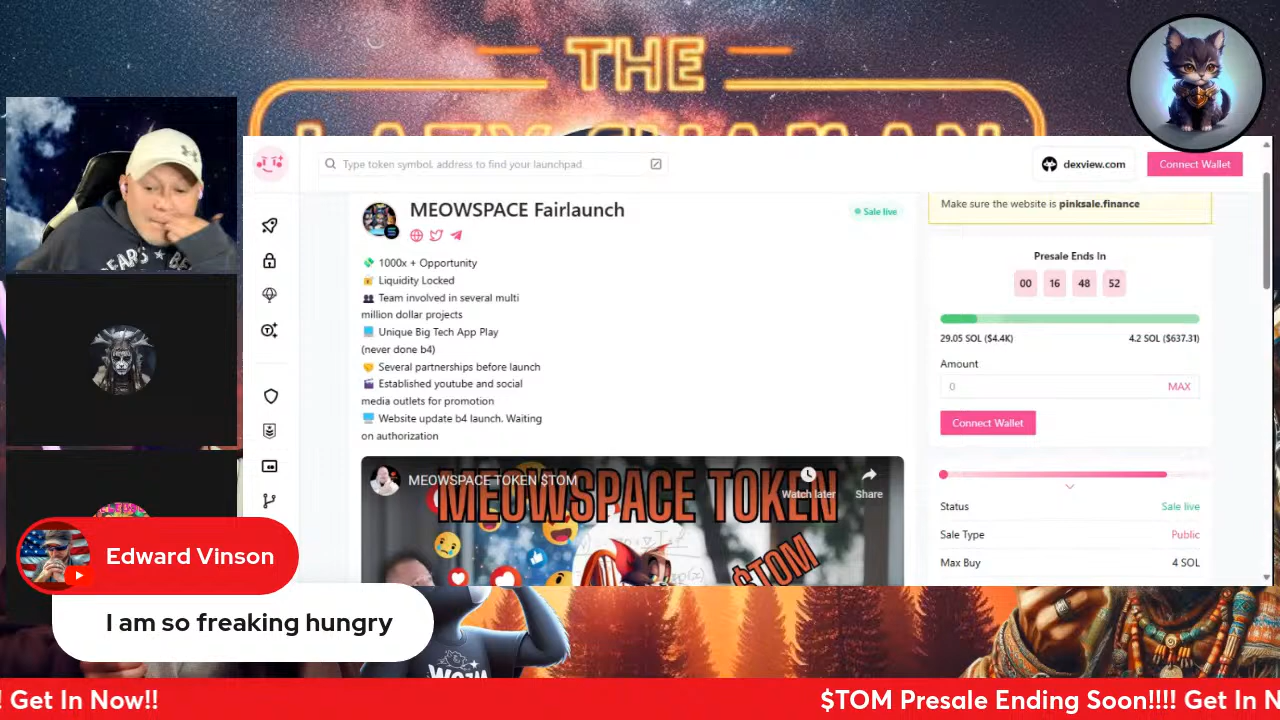 THE
Type token symbol, address to find your launchpad
dexview.com
Connect Wallet
MEOWSPACE Fairlaunch
Sale live
Make sure the website is pinksale.finance
1000x + Opportunity
Liquidity Locked
Team involved in several multi
million dollar projects
Unique Big Tech App Play
(never done b4)
Several partnerships before launch
Established youtube and social
media outlets for promotion
Website update b4 launch. Waiting
on authorization
Presale Ends In
00 16 48 52
29.05 SOL ($4.4K) 4.2 SOL ($637.31)
Amount
0 MAX
Connect Wallet
Status Sale live
Sale Type Public
Max Buy 4 SOL
MEOWSPACE TOKEN $TOM
Watch later Share
MEOWSPACE TOKEN
$TOM
Edward Vinson
I am so freaking hungry
! Get In Now!! $TOM Presale Ending Soon!!!! Get In N